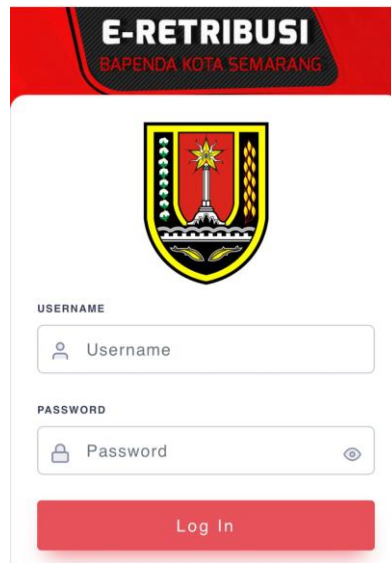 E-RETRIBUSI
BAPENDA KOTA SEMARANG
USERNAME
Username
PASSWORD
Password
Log In